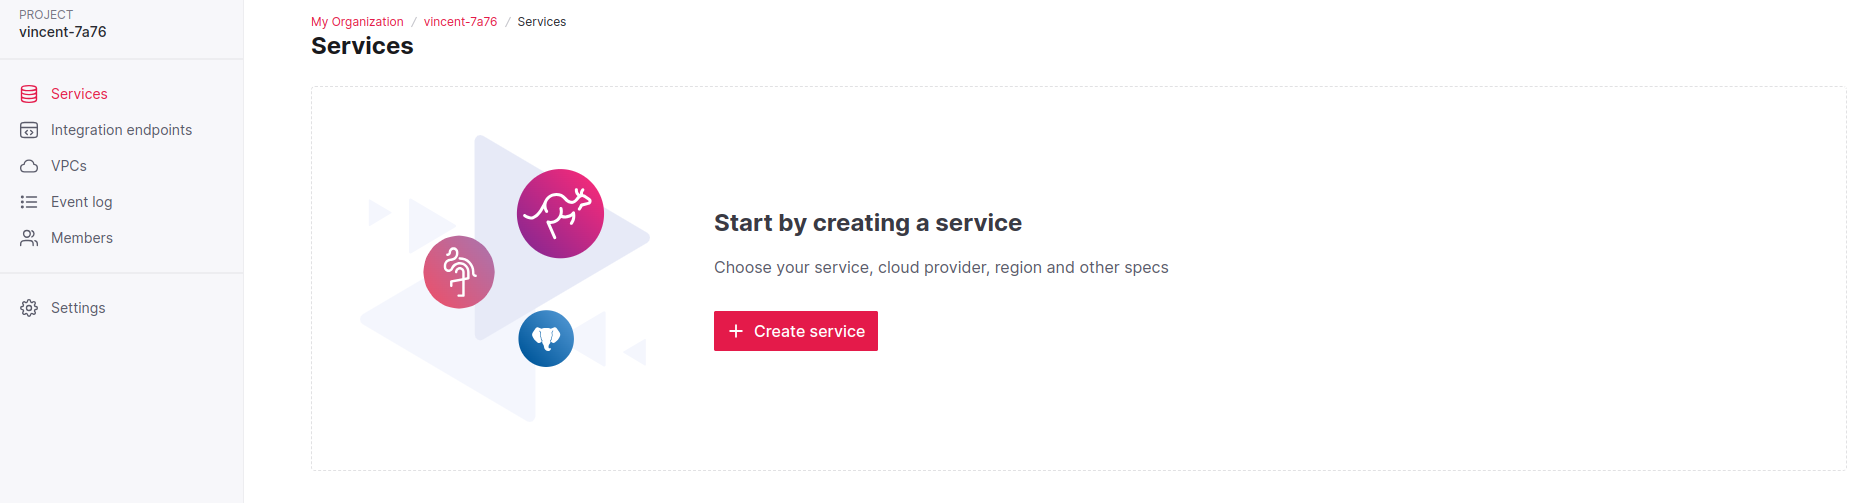 PROJECT
vincent-7a76
Services
Integration endpoints
VPCs
Event log
Members
Settings
My Organization / vincent-7a76 / Services
Services
Start by creating a service
Choose your service, cloud provider, region and other specs
+ Create service